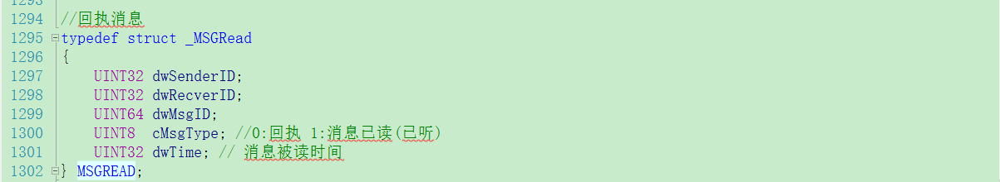 1293
1294 //回执消息
1295 typedef struct _MSGRead
1296 {
1297 UINT32 dwSenderID;
1298 UINT32 dwRecverID;
1299 UINT64 dwMsgID;
1300 UINT8 cMsgType; //0:回执 1:消息已读(已听)
1301 UINT32 dwTime; // 消息被读时间
1302 } MSGREAD;